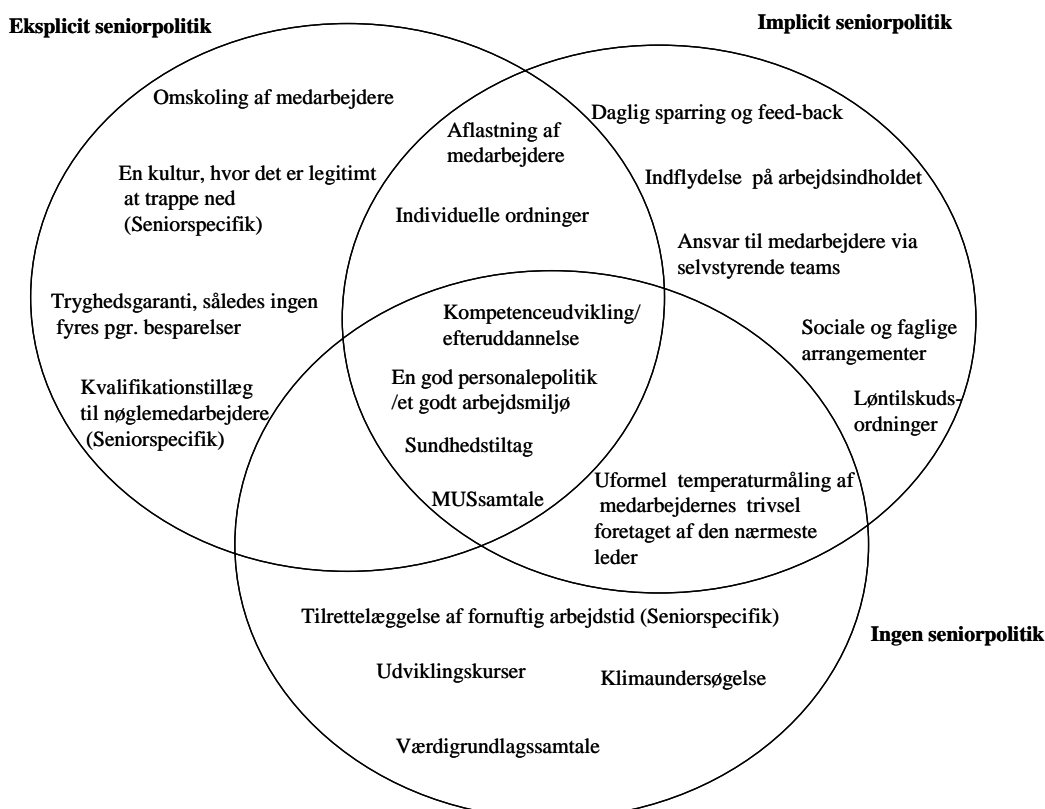 Eksplicit seniorpolitik
Implicit seniorpolitik
Omskoling af medarbejdere
En kultur, hvor det er legitimt
at trappe ned
(Seniorspecifik)
Tryghedsgaranti, således ingen
fyres pgr. besparelser
Kvalifikationstillæg
til nøglemedarbejdere
(Seniorspecifik)
Aflastning af
medarbejdere
Individuelle ordninger
Daglig sparring og feed-back
Indflydelse på arbejdsindholdet
Ansvar til medarbejdere via
selvstyrende teams
Sociale og faglige
arrangementer
Løntilskuds-
ordninger
Kompetenceudvikling/
efteruddannelse
En god personalepolitik
/et godt arbejdsmiljø
Sundhedstiltag
MUSsamtale
Uformel temperaturmåling af
medarbejdernes trivsel
foretaget af den nærmeste
leder
Tilrettelæggelse af fornuftig arbejdstid (Seniorspecifik)
Ingen seniorpolitik
Udviklingskurser
Klimaundersøgelse
Værdigrundlagssamtale